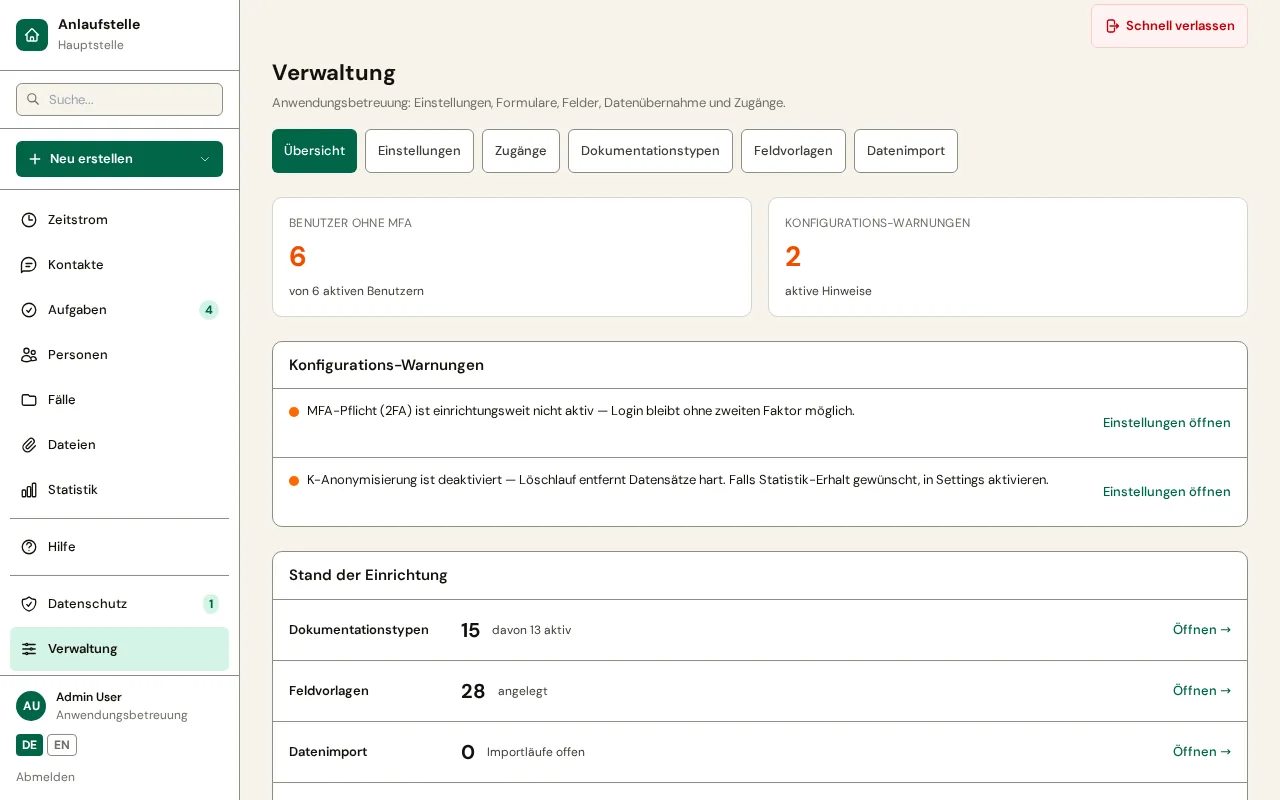 Anlaufstelle
Hauptstelle
Suche...
Neu erstellen
Zeitstrom
Kontakte
Aufgaben 4
Personen
Fälle
Dateien
Statistik
Hilfe
Datenschutz 1
Verwaltung
AU
Admin User
Anwendungsbetreuung
DE EN
Abmelden
Schnell verlassen
Verwaltung
Anwendungsbetreuung: Einstellungen, Formulare, Felder, Datenübernahme und Zugänge.
Übersicht Einstellungen Zugänge Dokumentationstypen Feldvorlagen Datenimport
BENUTZER OHNE MFA
6
von 6 aktiven Benutzern
KONFIGURATIONS-WARNUNGEN
2
aktive Hinweise
Konfigurations-Warnungen
MFA-Pflicht (2FA) ist einrichtungsweit nicht aktiv — Login bleibt ohne zweiten Faktor möglich.
Einstellungen öffnen
K-Anonymisierung ist deaktiviert — Löschlauf entfernt Datensätze hart. Falls Statistik-Erhalt gewünscht, in Settings aktivieren.
Einstellungen öffnen
Stand der Einrichtung
Dokumentationstypen 15 davon 13 aktiv Öffnen →
Feldvorlagen 28 angelegt Öffnen →
Datenimport 0 Importläufe offen Öffnen →